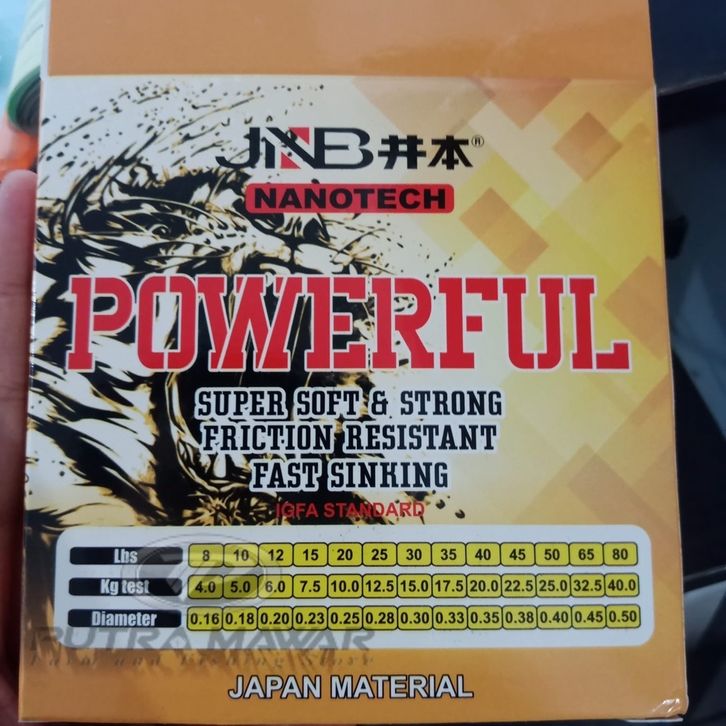 JNB井本®
NANOTECH
POWERFUL
SUPER SOFT & STRONG
FRICTION RESISTANT
FAST SINKING
IGFA STANDARD
Lbs 8 10 12 15 20 25 30 35 40 45 50 65 80
Kg test 4.0 5.0 6.0 7.5 10.0 12.5 15.0 17.5 20.0 22.5 25.0 32.5 40.0
Diameter 0.16 0.18 0.20 0.23 0.25 0.28 0.30 0.33 0.35 0.38 0.40 0.45 0.50
PUTRA MAWAR
Farm and Fishing Store
JAPAN MATERIAL